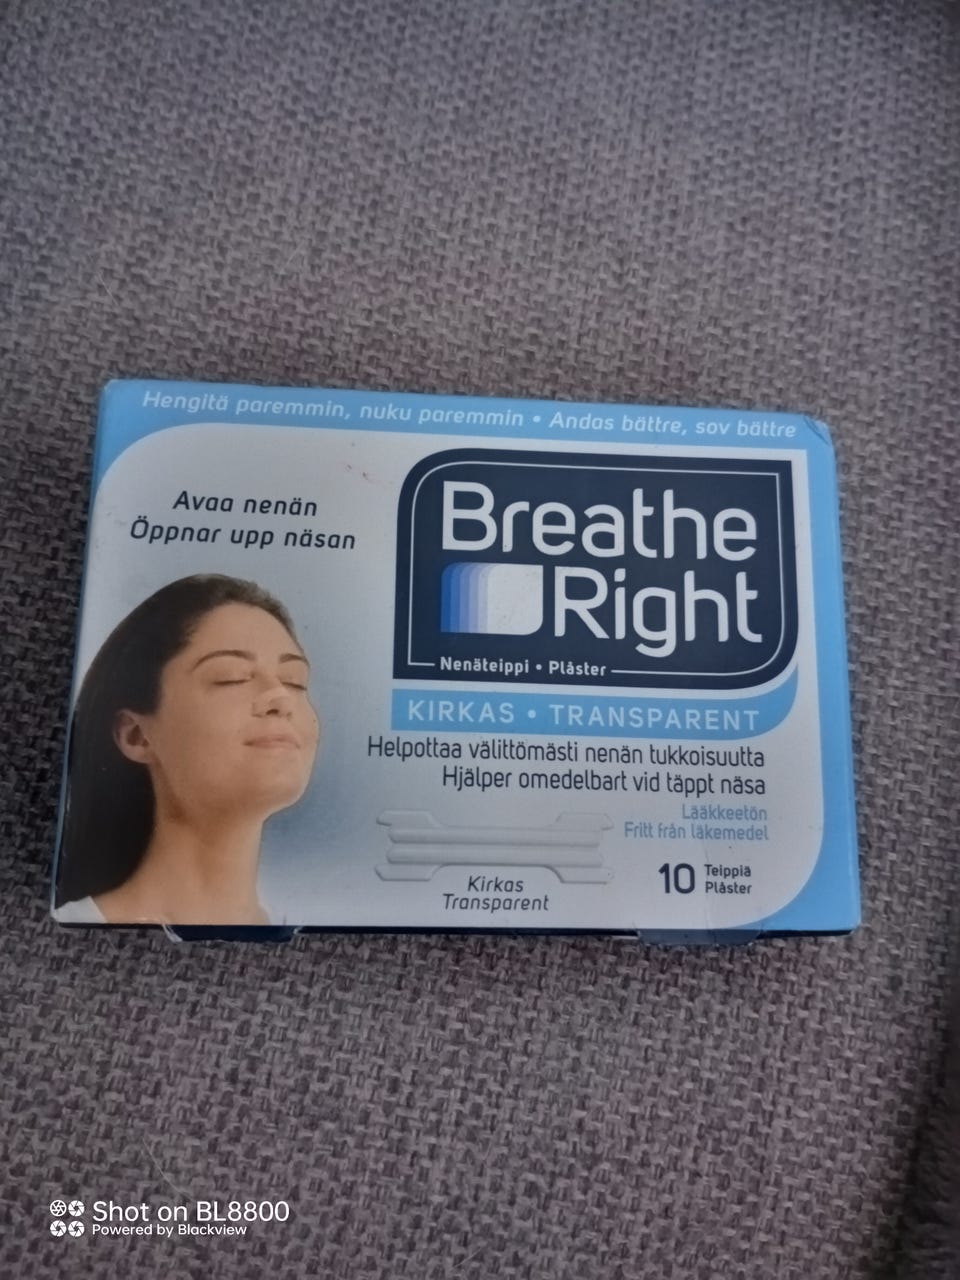 Hengitä paremmin, nuku paremmin • Andas bättre, sov bättre
Avaa nenän
Öppnar upp näsan
Breathe
Right
Nenäteippi • Plåster
KIRKAS • TRANSPARENT
Helpottaa välittömästi nenän tukkoisuutta
Hjälper omedelbart vid täppt näsa
Lääkkeetön
Fritt från läkemedel
Kirkas
Transparent
10 Teippiä
Plåster
Shot on BL8800
Powered by Blackview